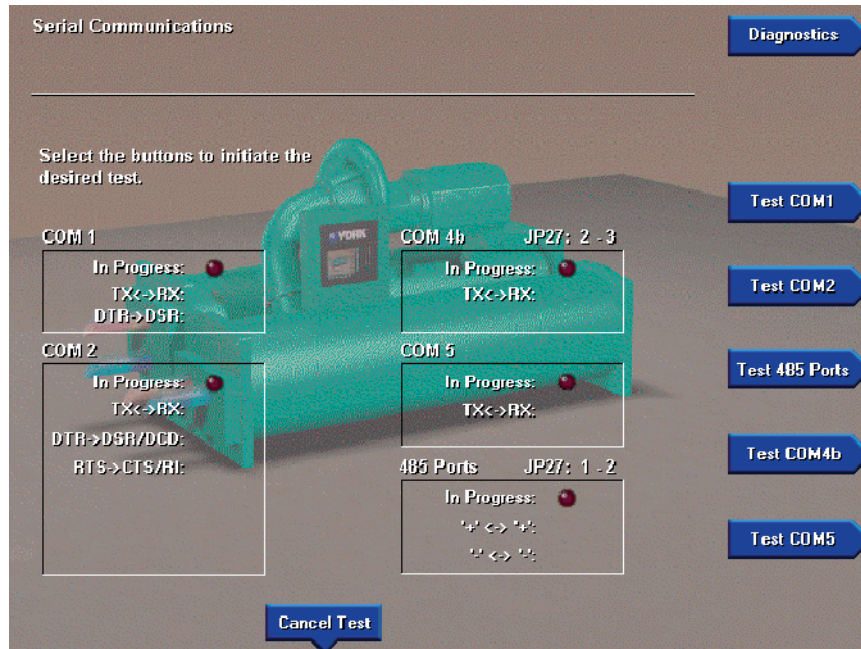 Serial Communications
Diagnostics
Select the buttons to initiate the
desired test.
Test COM1
COM 1
In Progress:
TX<->RX:
DTR->DSR:
COM 4b JP27: 2 - 3
In Progress:
TX<->RX:
YORK
Test COM2
COM 2
In Progress:
TX<->RX:
DTR->DSR/DCD:
RTS->CTS/RI:
COM 5
In Progress:
TX<->RX:
Test 485 Ports
485 Ports JP27: 1 - 2
In Progress:
'+' <-> '+':
'-' <-> '-':
Test COM4b
Test COM5
Cancel Test